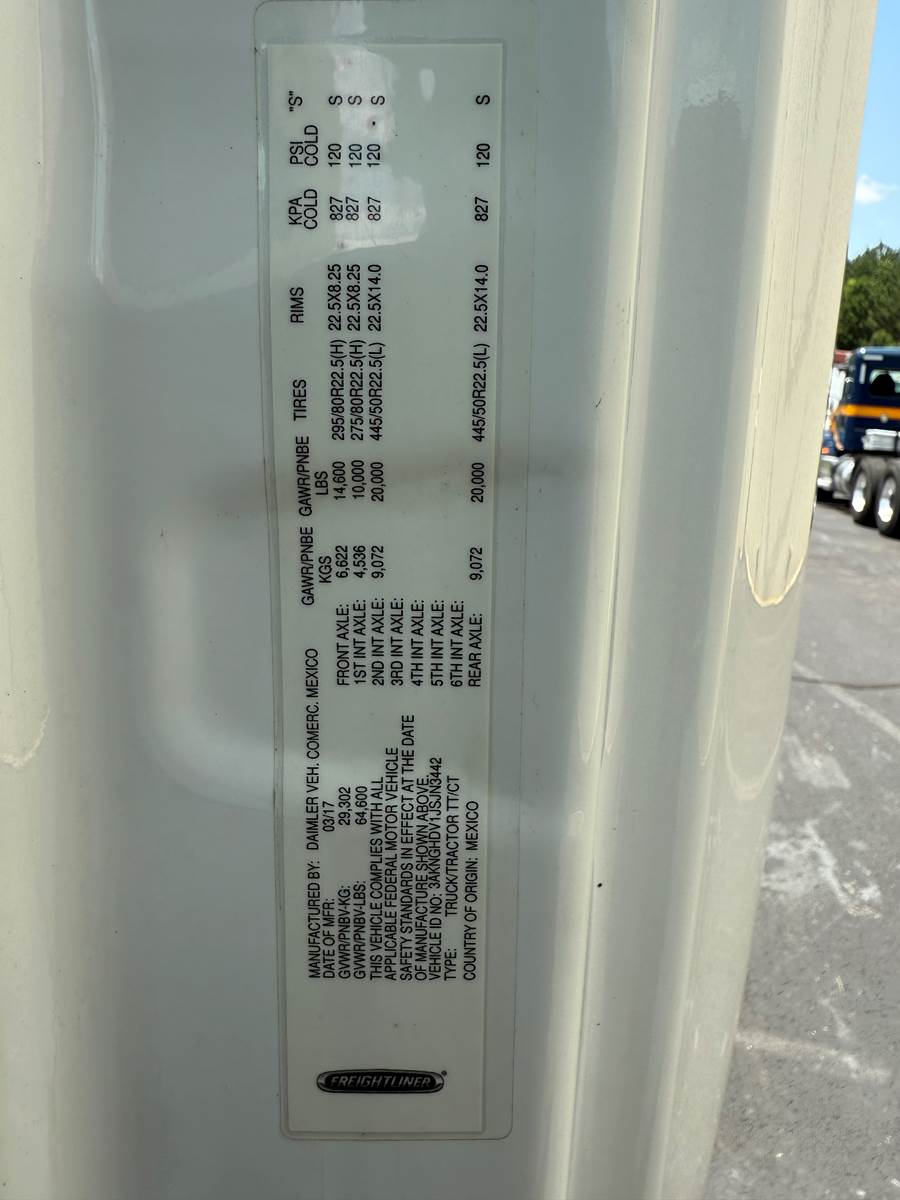 FREIGHTLINER
MANUFACTURED BY: DAIMLER VEH. COMERC. MEXICO
DATE OF MFR: 03/17
GVWR/PNBV-KG: 29,302
GVWR/PNBV-LBS: 64,600
THIS VEHICLE COMPLIES WITH ALL
APPLICABLE FEDERAL MOTOR VEHICLE
SAFETY STANDARDS IN EFFECT AT THE DATE
OF MANUFACTURE SHOWN ABOVE.
VEHICLE ID NO: 3AKNGHDV1JSJN3442
TYPE: TRUCK/TRACTOR TT/CT
COUNTRY OF ORIGIN: MEXICO
GAWR/PNBE GAWR/PNBE TIRES RIMS KPA PSI "S"
KGS LBS COLD COLD
FRONT AXLE: 6,622 14,600 295/80R22.5(H) 22.5X8.25 827 120 S
1ST INT AXLE: 4,536 10,000 275/80R22.5(H) 22.5X8.25 827 120 S
2ND INT AXLE: 9,072 20,000 445/50R22.5(L) 22.5X14.0 827 120 S
3RD INT AXLE:
4TH INT AXLE:
5TH INT AXLE:
6TH INT AXLE:
REAR AXLE: 9,072 20,000 445/50R22.5(L) 22.5X14.0 827 120 S